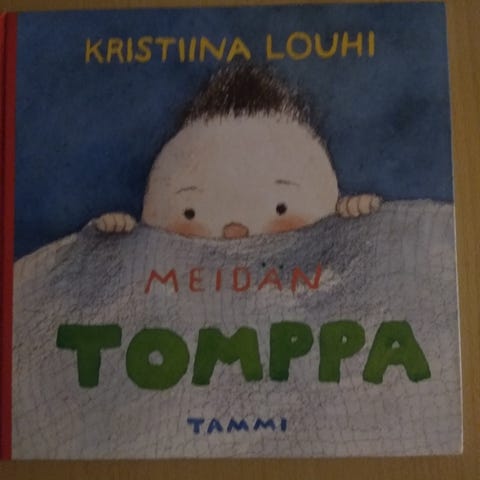 KRISTIINA LOUHI
MEIDÄN
TOMPPA
TAMMI